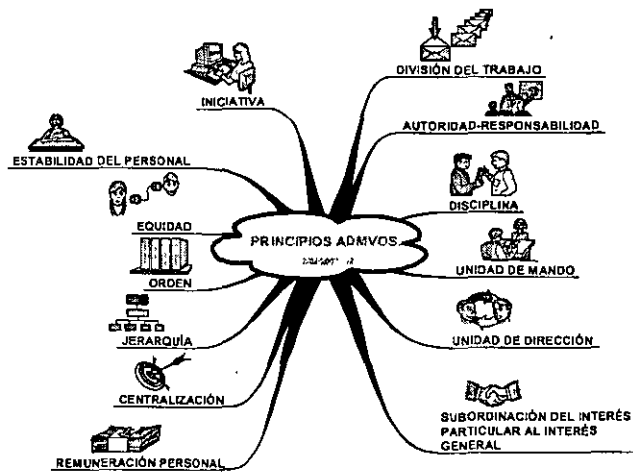 INICIATIVA
DIVISIÓN DEL TRABAJO
AUTORIDAD-RESPONSABILIDAD
ESTABILIDAD DEL PERSONAL
DISCIPLINA
EQUIDAD
PRINCIPIOS ADMVOS.
UNIDAD DE MANDO
ORDEN
JERARQUÍA
UNIDAD DE DIRECCIÓN
CENTRALIZACIÓN
SUBORDINACIÓN DEL INTERÉS
PARTICULAR AL INTERÉS
GENERAL
REMUNERACIÓN PERSONAL